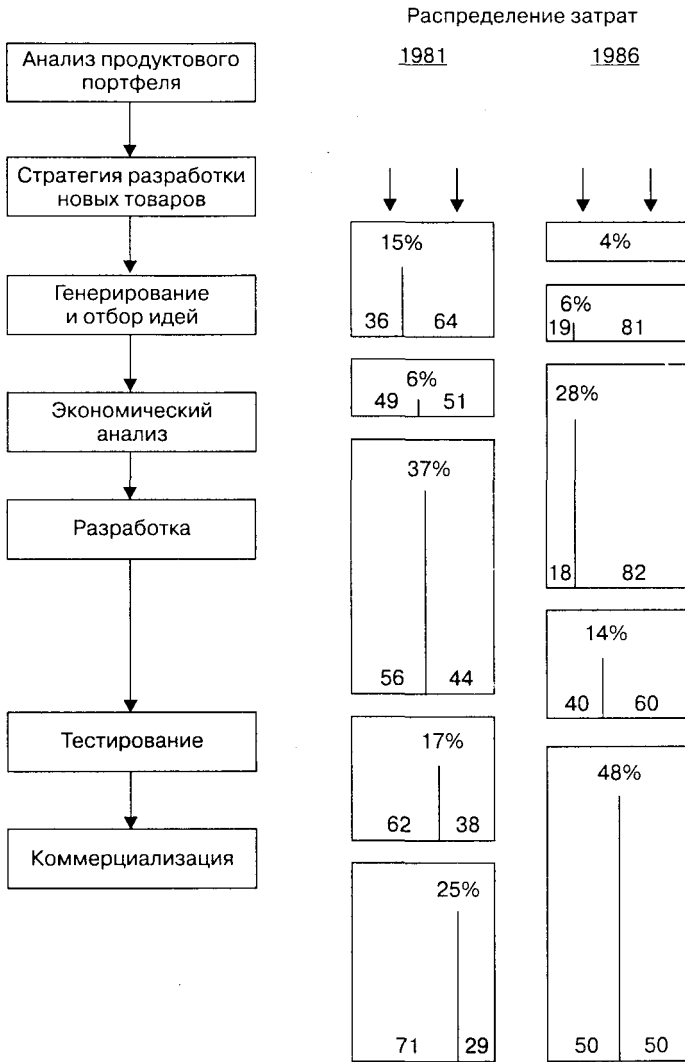 Распределение затрат
1981 1986
Анализ продуктового
портфеля
Стратегия разработки
новых товаров
Генерирование
и отбор идей
Экономический
анализ
Разработка
Тестирование
Коммерциализация
15%
36 64
6%
49 51
37%
56 44
17%
62 38
25%
71 29
4%
6%
19 81
28%
18 82
14%
40 60
48%
50 50